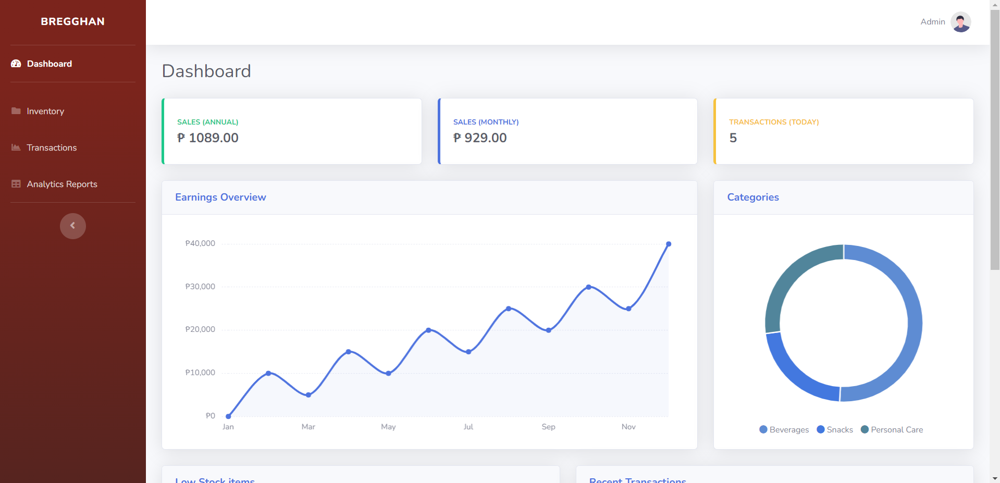 BREGGHAN
Dashboard
Inventory
Transactions
Analytics Reports
Admin
Dashboard
SALES (ANNUAL)
₱ 1089.00
SALES (MONTHLY)
₱ 929.00
TRANSACTIONS (TODAY)
5
Earnings Overview
₱40,000
₱30,000
₱20,000
₱10,000
₱0
Jan Mar May Jul Sep Nov
Categories
Beverages Snacks Personal Care
Low Stock items
Recent Transactions